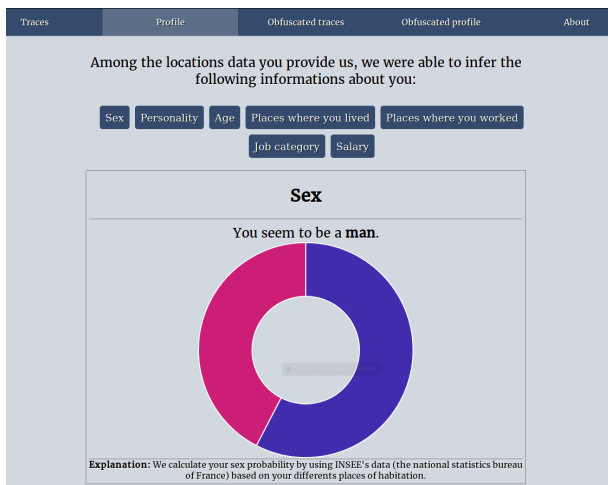 Traces Profile Obfuscated traces Obfuscated profile About
Among the locations data you provide us, we were able to infer the
following informations about you:
Sex Personality Age Places where you lived Places where you worked
Job category Salary
Sex
You seem to be a man.
Explanation: We calculate your sex probability by using INSEE's data (the national statistics bureau
of France) based on your differents places of habitation.